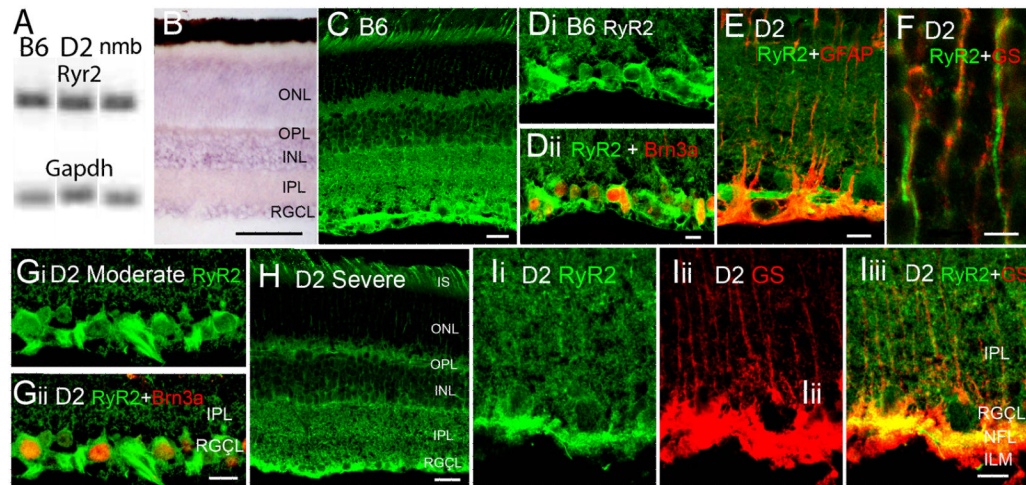 A
B6 D2 nmb
Ryr2
Gapdh
B
ONL
OPL
INL
IPL
RGCL
C B6
Di B6 RyR2
Dii RyR2 + Brn3a
E D2
RyR2+GFAP
F D2
RyR2+GS
Gi D2 Moderate RyR2
Gii D2 RyR2+Brn3a
IPL
RGCL
H D2 Severe
IS
ONL
OPL
INL
IPL
RGCL
Ii D2 RyR2
Iii D2 GS
Iii
Iiii D2 RyR2+GS
IPL
RGCL
NFL
ILM